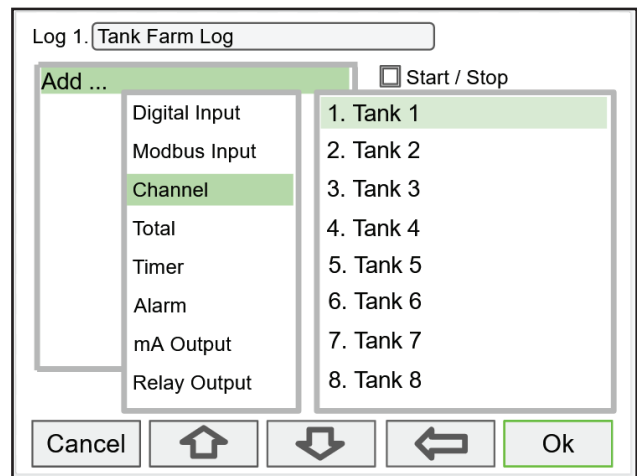 Log 1. Tank Farm Log
Add ...
Start / Stop
Digital Input
Modbus Input
Channel
Total
Timer
Alarm
mA Output
Relay Output
1. Tank 1
2. Tank 2
3. Tank 3
4. Tank 4
5. Tank 5
6. Tank 6
7. Tank 7
8. Tank 8
Cancel
Ok